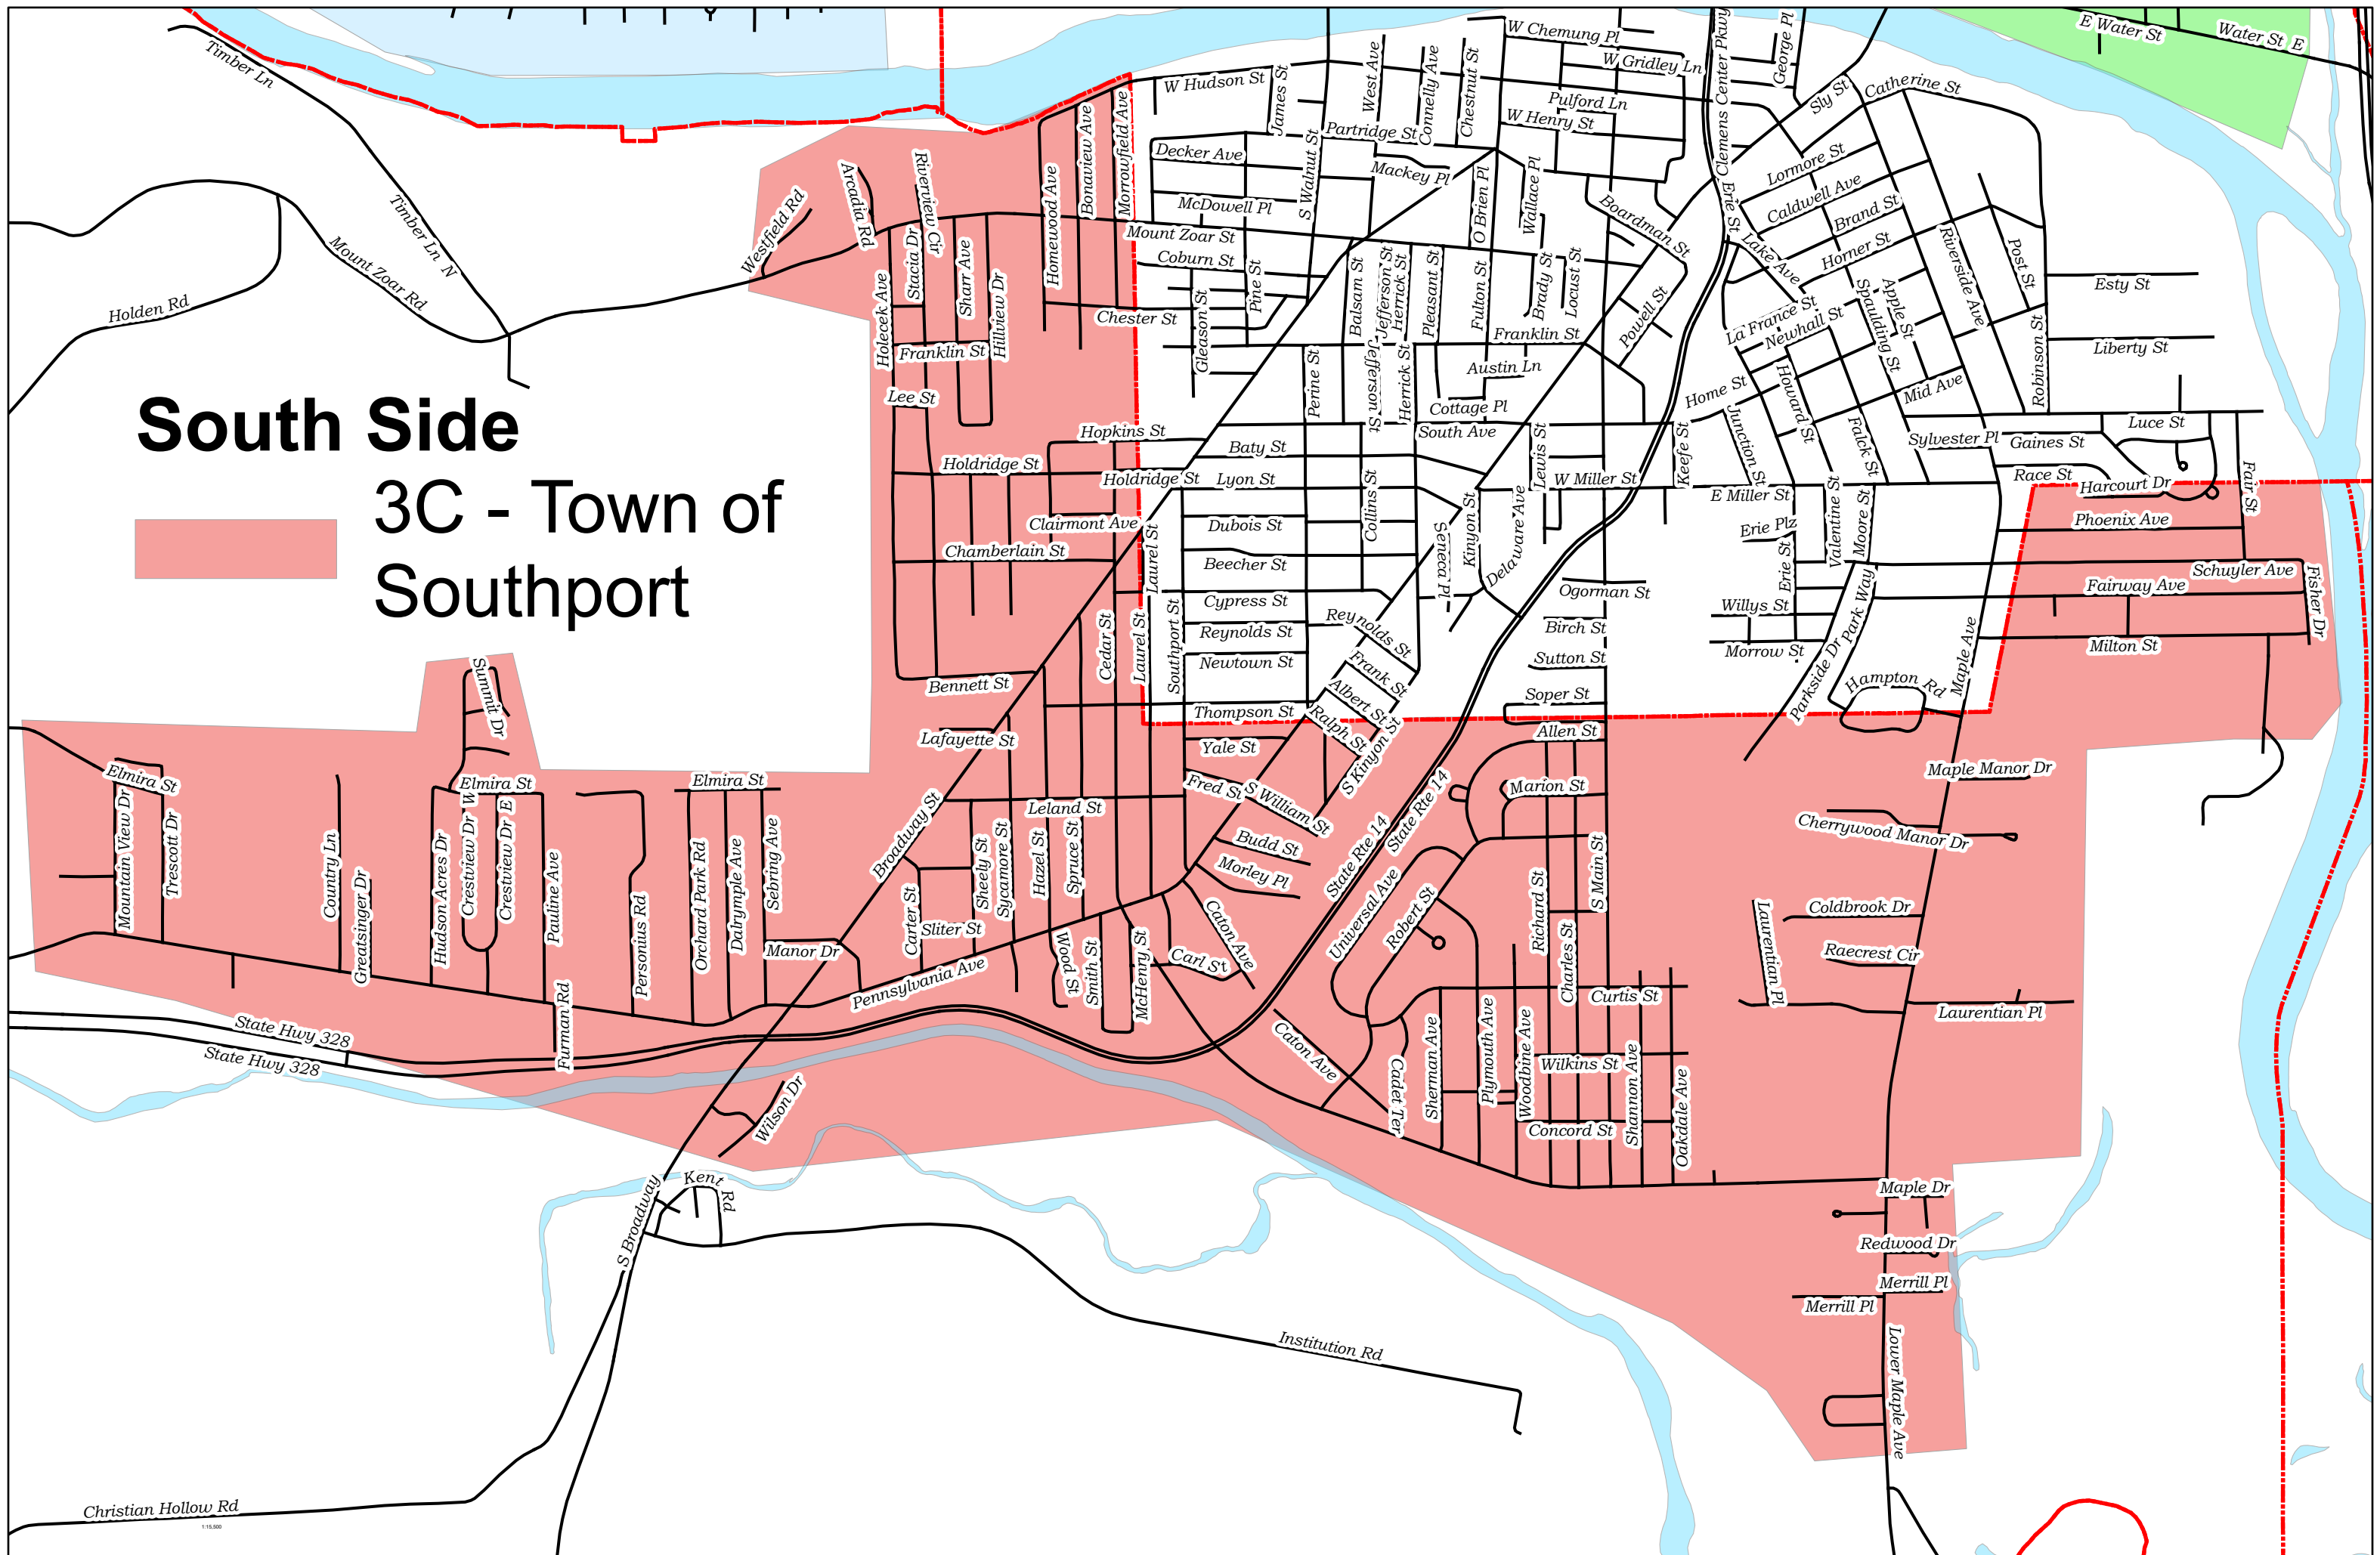 Timber Ln
W Chemung Pl
W Gridley Ln
Clemens Center Pkwy
George Pl
E Water St
Water St E
W Hudson St
James St
West Ave
Connelly Ave
Chestnut St
Pulford Ln
W Henry St
Sly St
Catherine St
Partridge St
Decker Ave
Mackey Pl
S Walnut St
Morrowfield Ave
Bonaview Ave
Homewood Ave
Riverview Cir
Arcadia Rd
Westfield Rd
Timber Ln N
Mount Zoar Rd
Holden Rd
McDowell Pl
Mount Zoar St
Coburn St
O Brien Pl
Wallace Pl
Boardman St
Erie St
Lormore St
Caldwell Ave
Brand St
Horner St
Lake Ave
Riverside Ave
Post St
Esty St
Liberty St
Robinson St
Holecek Ave
Stacia Dr
Sharr Ave
Hillview Dr
Chester St
Gleason St
Pine St
Balsam St
Jefferson St
Herrick St
Pleasant St
Fulton St
Brady St
Locust St
Franklin St
Powell St
La France St
Newhall St
Spaulding St
Apple St
Franklin St
Lee St
Perine St
Jefferson St
Herrick St
Austin Ln
Cottage Pl
South Ave
Home St
Howard St
Junction St
Mid Ave
Falck St
South Side
3C - Town of
Southport
Hopkins St
Holdridge St
Holdridge St
Baty St
Lyon St
Collins St
Lewis St
W Miller St
Keefe St
E Miller St
Sylvester Pl
Gaines St
Luce St
Race St
Harcourt Dr
Fair St
Clairmont Ave
Chamberlain St
Laurel St
Dubois St
Beecher St
Seneca Pl
Kinyon St
Delaware Ave
Erie Plz
Valentine St
Moore St
Phoenix Ave
Schuyler Ave
Fairway Ave
Fisher Dr
Milton St
Cedar St
Laurel St
Southport St
Cypress St
Reynolds St
Reynolds St
Newtown St
Ogorman St
Birch St
Sutton St
Soper St
Erie St
Willys St
Morrow St
Park Way
Parkside Dr
Hampton Rd
Maple Ave
Bennett St
Thompson St
Frank St
Albert St
Ralph St
S Kinyon St
Summit Dr
Lafayette St
Yale St
Allen St
Elmira St
Elmira St
Elmira St
Fred St
S William St
Marion St
Maple Manor Dr
Cherrywood Manor Dr
Mountain View Dr
Trescott Dr
Country Ln
Greatsinger Dr
Hudson Acres Dr
Crestview Dr W
Crestview Dr E
Pauline Ave
Personius Rd
Orchard Park Rd
Dalrymple Ave
Sebring Ave
Broadway St
Leland St
Sheely St
Sycamore St
Hazel St
Spruce St
Budd St
Morley Pl
State Rte 14
State Rte 14
Universal Ave
Robert St
Richard St
S Main St
Charles St
Coldbrook Dr
Laurentian Pl
Raecrest Cir
Laurentian Pl
Carter St
Sliter St
Manor Dr
Pennsylvania Ave
Wood St
Smith St
McHenry St
Carl St
Caton Ave
Curtis St
Furman Rd
State Hwy 328
State Hwy 328
Caton Ave
Cadet Ter
Sherman Ave
Plymouth Ave
Woodbine Ave
Wilkins St
Shannon Ave
Concord St
Oakdale Ave
Wilson Dr
Kent Rd
S Broadway
Maple Dr
Redwood Dr
Merrill Pl
Merrill Pl
Lower Maple Ave
Institution Rd
Christian Hollow Rd
1:15,500